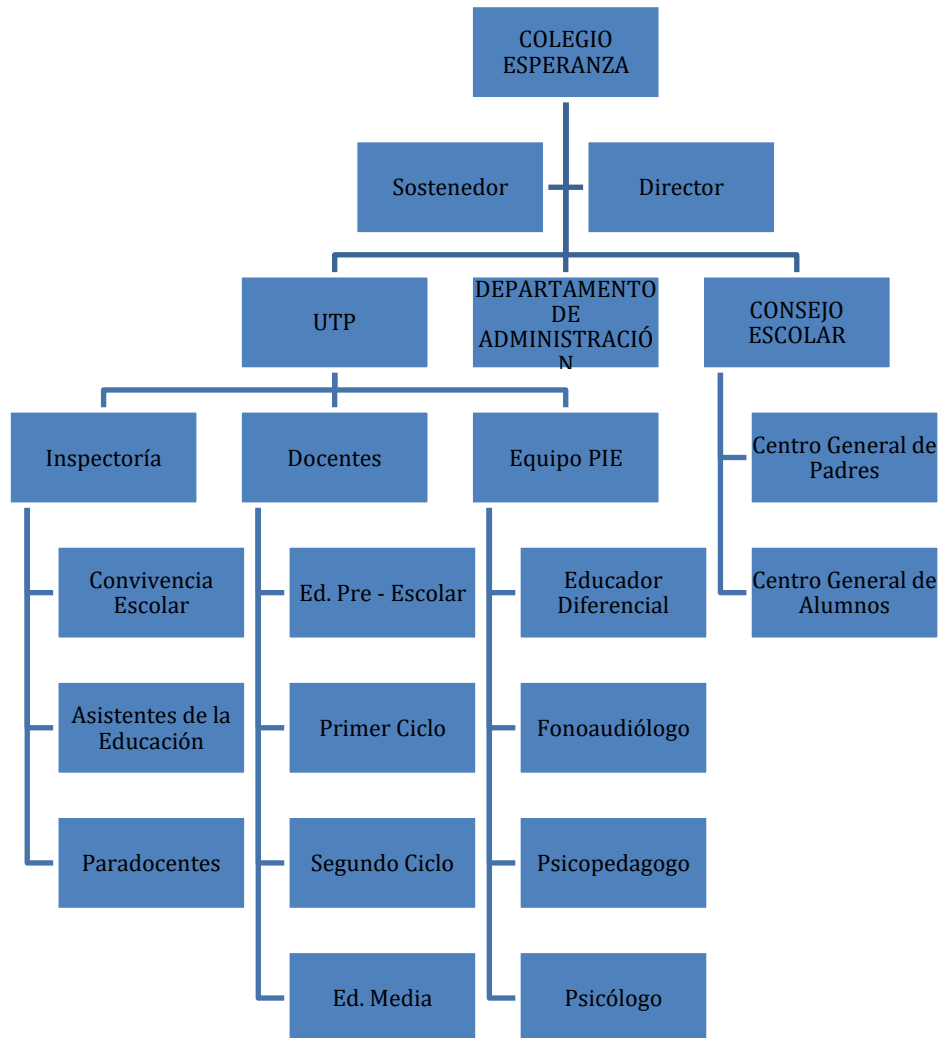 COLEGIO
ESPERANZA
Sostenedor
Director
UTP
DEPARTAMENTO
DE
ADMINISTRACIÓ
N
CONSEJO
ESCOLAR
Inspectoría
Docentes
Equipo PIE
Centro General de
Padres
Convivencia
Escolar
Ed. Pre - Escolar
Educador
Diferencial
Centro General de
Alumnos
Asistentes de la
Educación
Primer Ciclo
Fonoaudiólogo
Paradocentes
Segundo Ciclo
Psicopedagogo
Ed. Media
Psicólogo